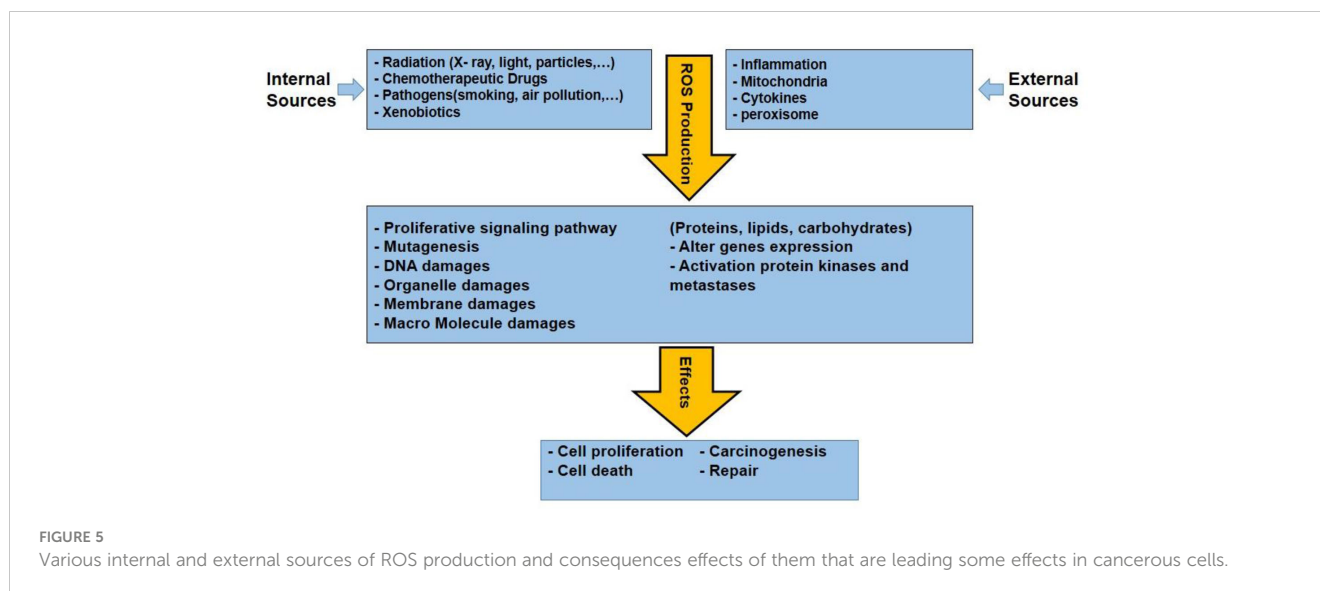 Internal
Sources
- Radiation (X- ray, light, particles,...)
- Chemotherapeutic Drugs
- Pathogens(smoking, air pollution,...)
- Xenobiotics
ROS Production
- Inflammation
- Mitochondria
- Cytokines
- peroxisome
External
Sources
- Proliferative signaling pathway
- Mutagenesis
- DNA damages
- Organelle damages
- Membrane damages
- Macro Molecule damages
(Proteins, lipids, carbohydrates)
- Alter genes expression
- Activation protein kinases and
metastases
Effects
- Cell proliferation
- Cell death
- Carcinogenesis
- Repair
FIGURE 5
Various internal and external sources of ROS production and consequences effects of them that are leading some effects in cancerous cells.